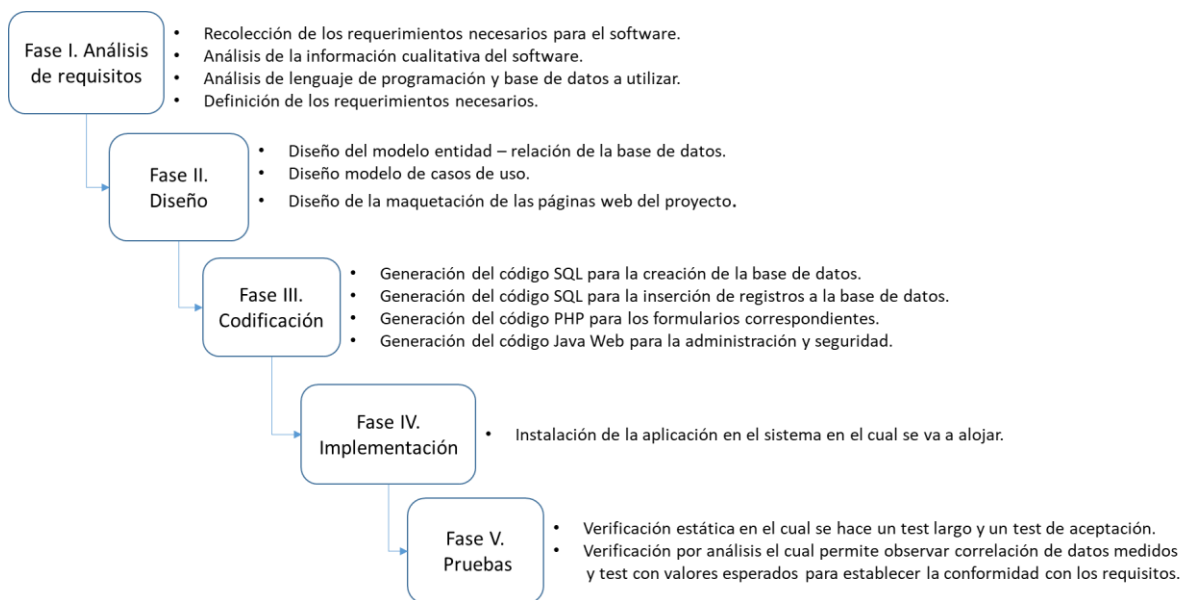 Fase I. Análisis
de requisitos
• Recolección de los requerimientos necesarios para el software.
• Análisis de la información cualitativa del software.
• Análisis de lenguaje de programación y base de datos a utilizar.
• Definición de los requerimientos necesarios.
Fase II.
Diseño
• Diseño del modelo entidad – relación de la base de datos.
• Diseño modelo de casos de uso.
• Diseño de la maquetación de las páginas web del proyecto.
Fase III.
Codificación
• Generación del código SQL para la creación de la base de datos.
• Generación del código SQL para la inserción de registros a la base de datos.
• Generación del código PHP para los formularios correspondientes.
• Generación del código Java Web para la administración y seguridad.
Fase IV.
Implementación
• Instalación de la aplicación en el sistema en el cual se va a alojar.
Fase V.
Pruebas
• Verificación estática en el cual se hace un test largo y un test de aceptación.
• Verificación por análisis el cual permite observar correlación de datos medidos
y test con valores esperados para establecer la conformidad con los requisitos.